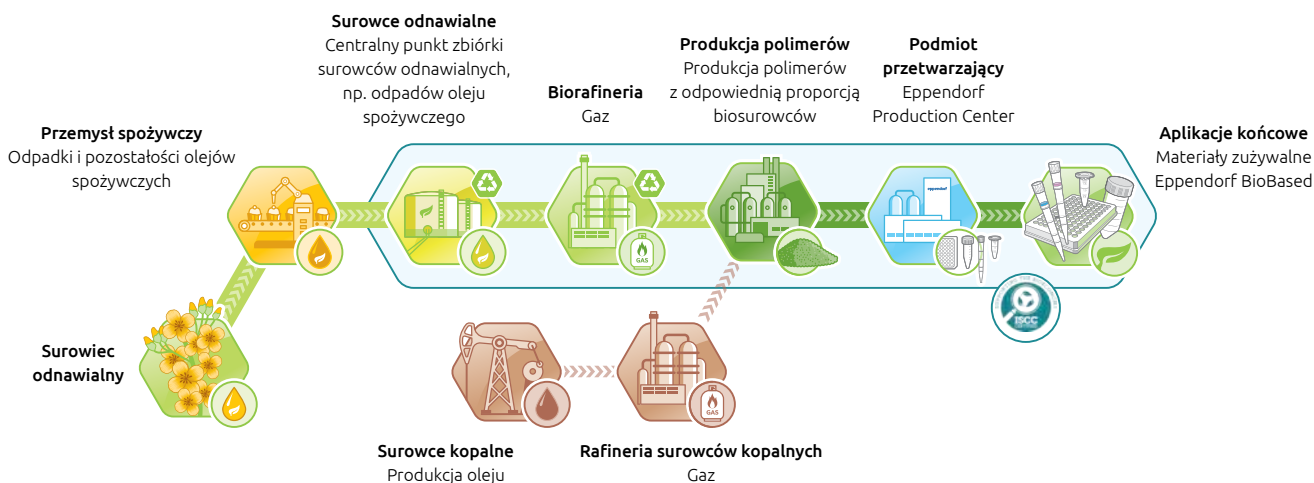 Surowce odnawialne
Centralny punkt zbiórki
surowców odnawialnych,
np. odpadów oleju
spożywczego
Produkcja polimerów
Produkcja polimerów
z odpowiednią proporcją
biosurowców
Podmiot
przetwarzający
Eppendorf
Production Center
Biorafineria
Gaz
Przemysł spożywczy
Odpadki i pozostałości olejów
spożywczych
Aplikacje końcowe
Materiały zużywalne
Eppendorf BioBased
eppendorf
GAS
ISCC
Surowiec
odnawialny
GAS
Surowce kopalne
Produkcja oleju
Rafineria surowców kopalnych
Gaz